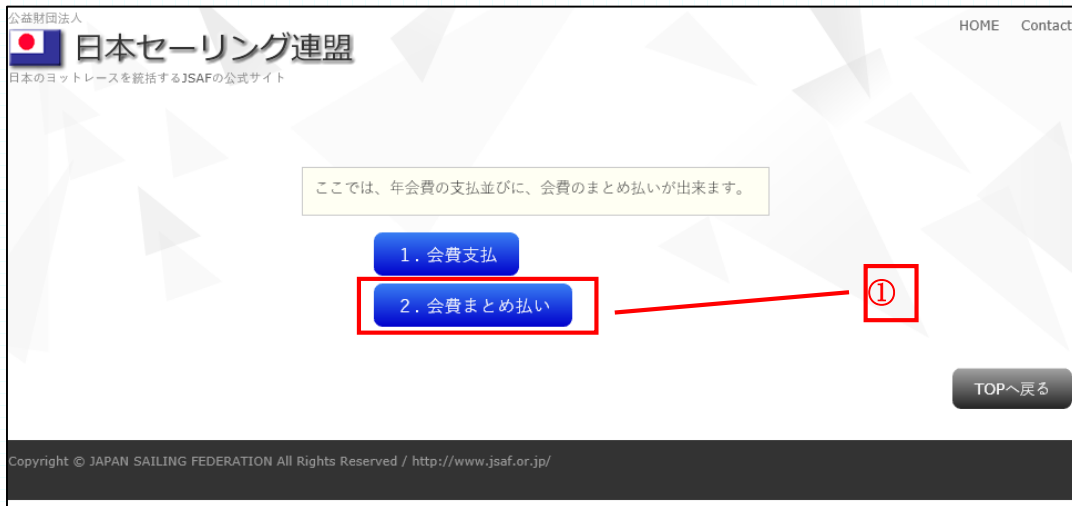 公益財団法人
日本セーリング連盟
日本のヨットレースを統括するJSAFの公式サイト
HOME Contact
ここでは、年会費の支払並びに、会費のまとめ払いが出来ます。
1．会費支払
2．会費まとめ払い
①
TOPへ戻る
Copyright © JAPAN SAILING FEDERATION All Rights Reserved / http://www.jsaf.or.jp/